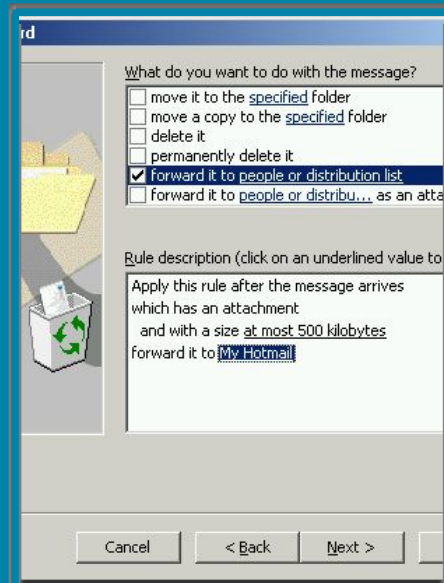 rd
What do you want to do with the message?
move it to the specified folder
move a copy to the specified folder
delete it
permanently delete it
forward it to people or distribution list
forward it to people or distribu... as an atta
Rule description (click on an underlined value to
Apply this rule after the message arrives
which has an attachment
and with a size at most 500 kilobytes
forward it to My Hotmail
Cancel
< Back
Next >